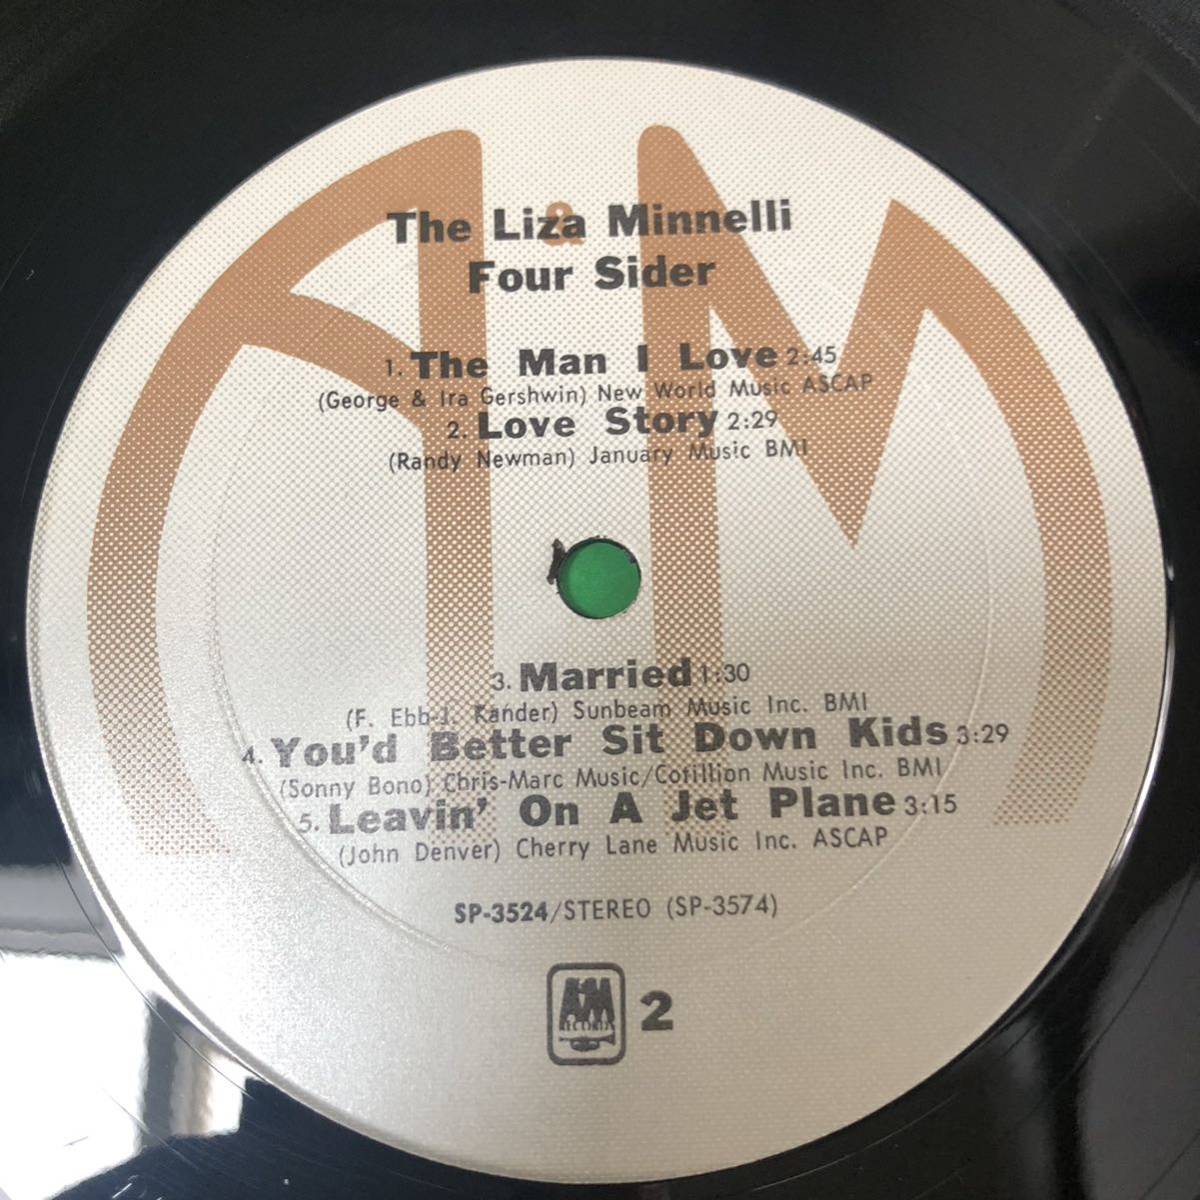 The Liza Minnelli
Four Sider
1. The Man I Love 2:45
(George & Ira Gershwin) New World Music ASCAP
2. Love Story 2:29
(Randy Newman) January Music BMI
3. Married 1:30
(F. Ebb-J. Kander) Sunbeam Music Inc. BMI
4. You'd Better Sit Down Kids 3:29
(Sonny Bono) Chris-Marc Music/Cotillion Music Inc. BMI
5. Leavin' On A Jet Plane 3:15
(John Denver) Cherry Lane Music Inc. ASCAP
SP-3524/STEREO (SP-3574)
A&M RECORDS 2